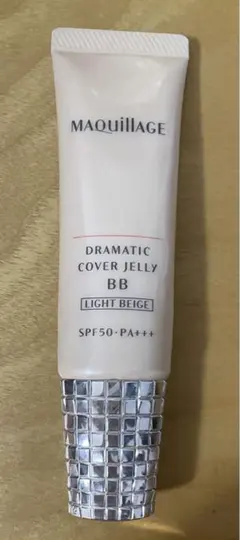 MAQuillAGE
DRAMATIC
COVER JELLY
BB
LIGHT BEIGE
SPF50・PA+++